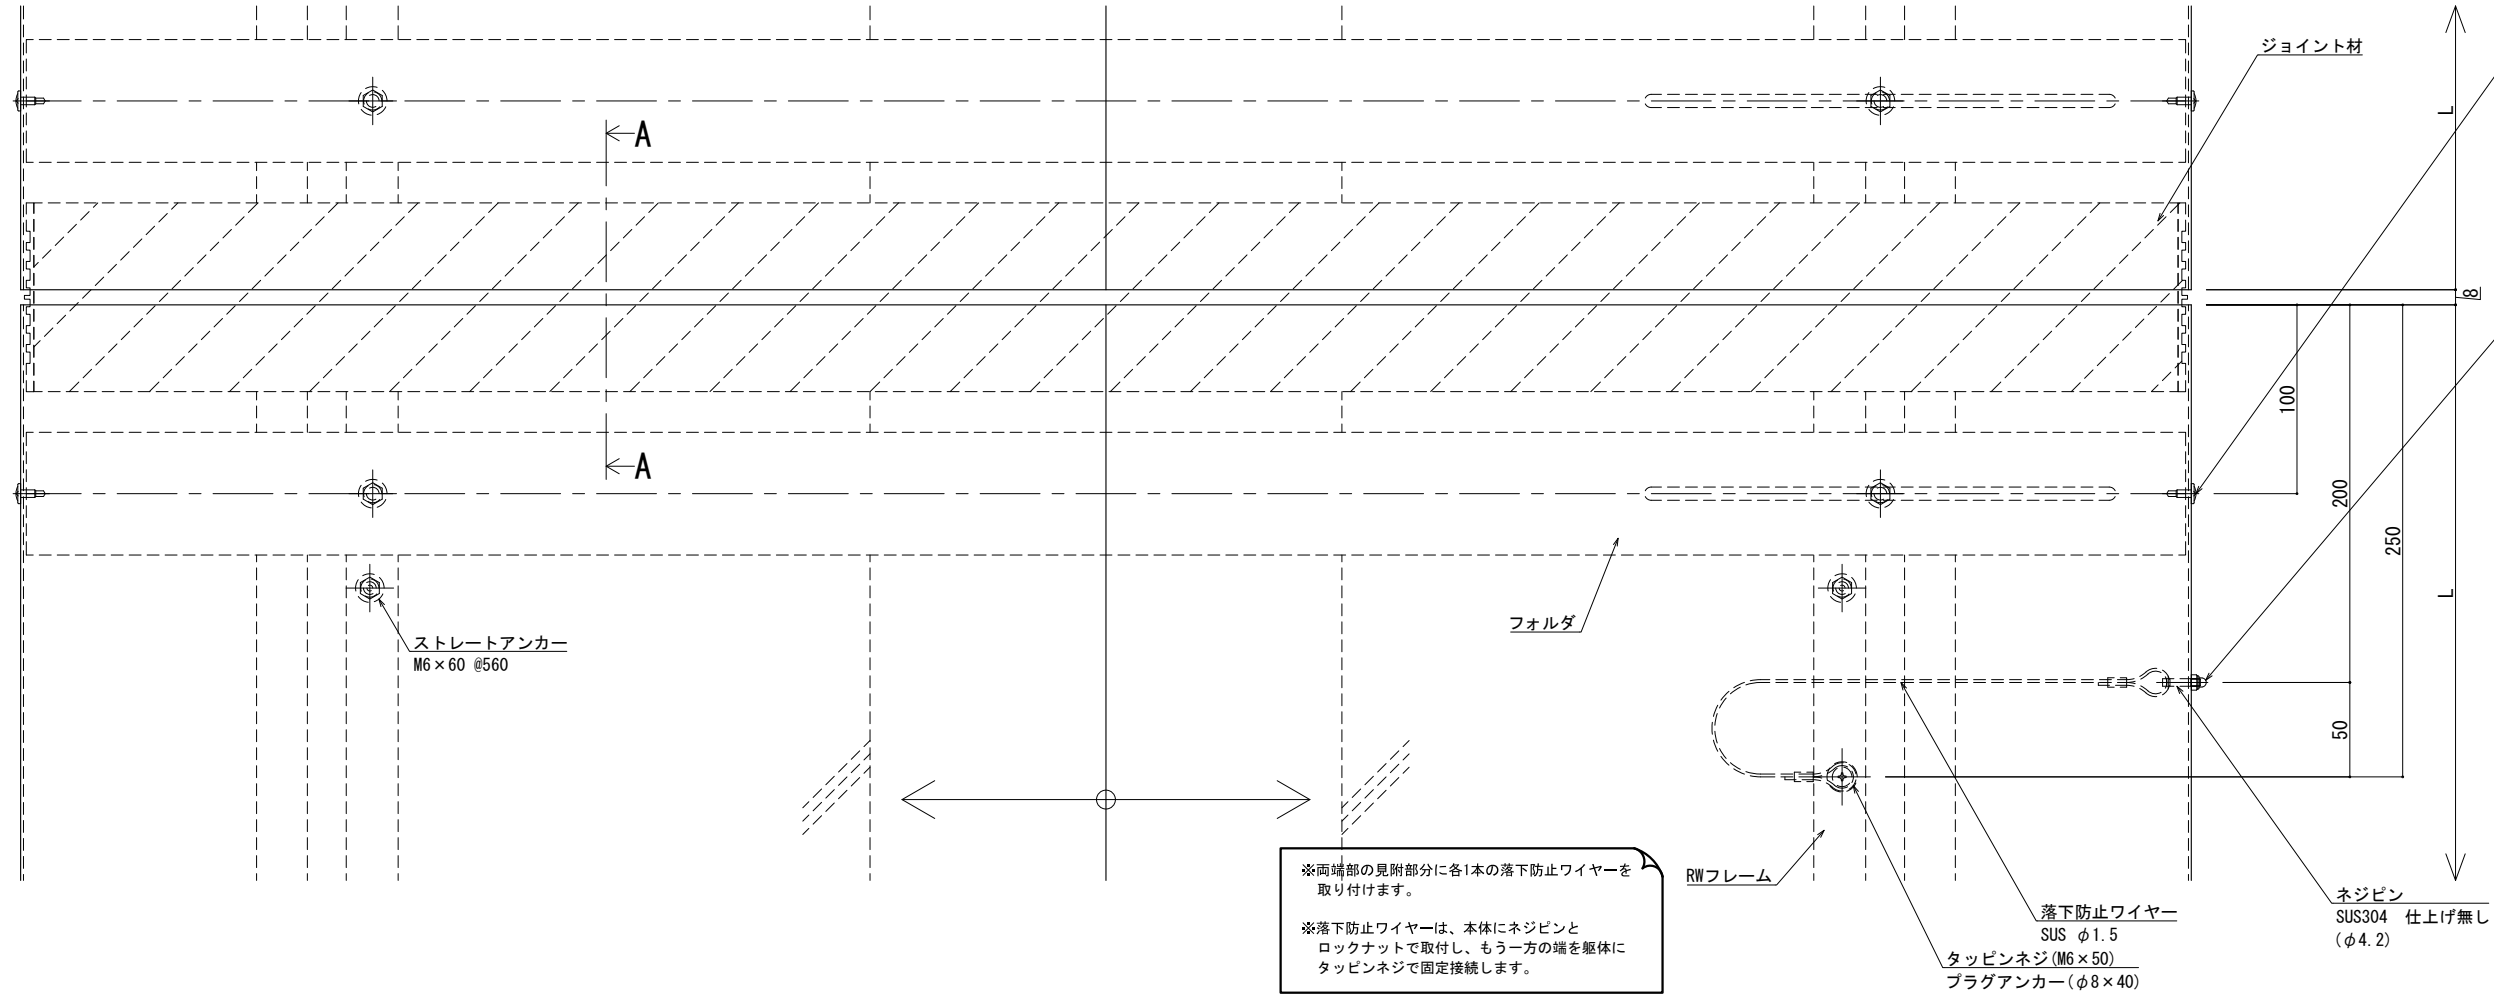 ジョイント材
L
A
8
100
A
200
250
L
フォルダ
ストレートアンカー
M6×60 @560
50
※両端部の見附部分に各1本の落下防止ワイヤーを
取り付けます。
※落下防止ワイヤーは、本体にネジピンと
ロックナットで取付し、もう一方の端を躯体に
タッピンネジで固定接続します。
RWフレーム
落下防止ワイヤー
SUS φ1.5
タッピンネジ(M6×50)
プラグアンカー(φ8×40)
ネジピン
SUS304 仕上げ無し
(φ4.2)